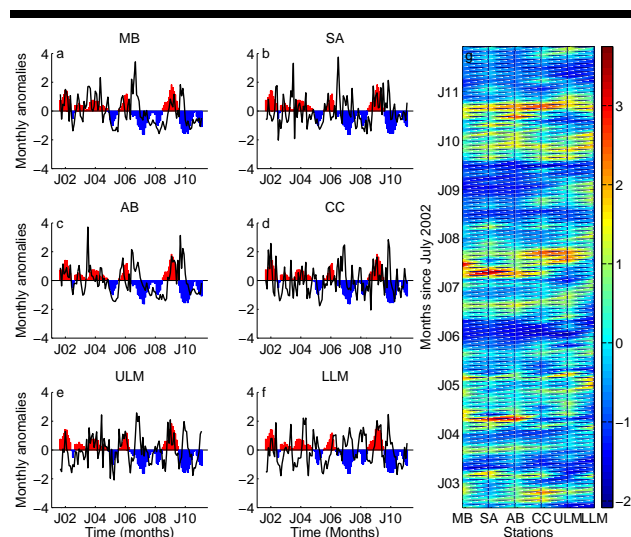 MB
SA
a
b
g
4
2
0
−2
−4
4
2
0
−2
−4
Monthly anomalies
J02 J04 J06 J08 J10
Time (months)
J02 J04 J06 J08 J10
Time (Months)
AB
CC
c
d
4
2
0
−2
−4
4
2
0
−2
−4
Monthly anomalies
J02 J04 J06 J08 J10
J02 J04 J06 J08 J10
ULM
LLM
e
f
4
2
0
−2
−4
4
2
0
−2
−4
Monthly anomalies
J02 J04 J06 J08 J10
Time (months)
J02 J04 J06 J08 J10
Time (Months)
Months since July 2002
J11
J10
J09
J08
J07
J06
J05
J04
J03
MB SA AB CC ULM LLM
Stations
3
2
1
0
−1
−2